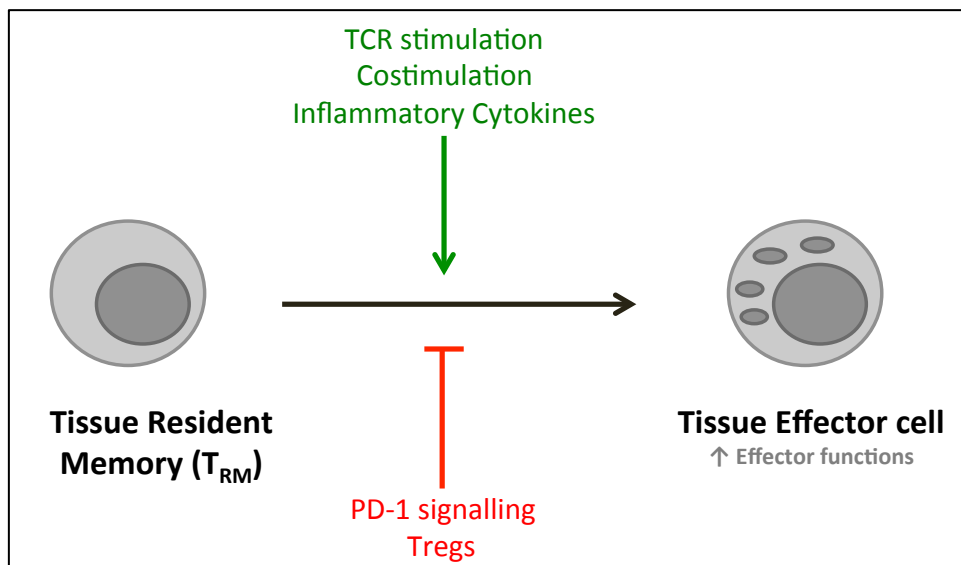 TCR stimulation
Costimulation
Inflammatory Cytokines
Tissue Resident
Memory (TRM)
Tissue Effector cell
↑ Effector functions
PD-1 signalling
Tregs